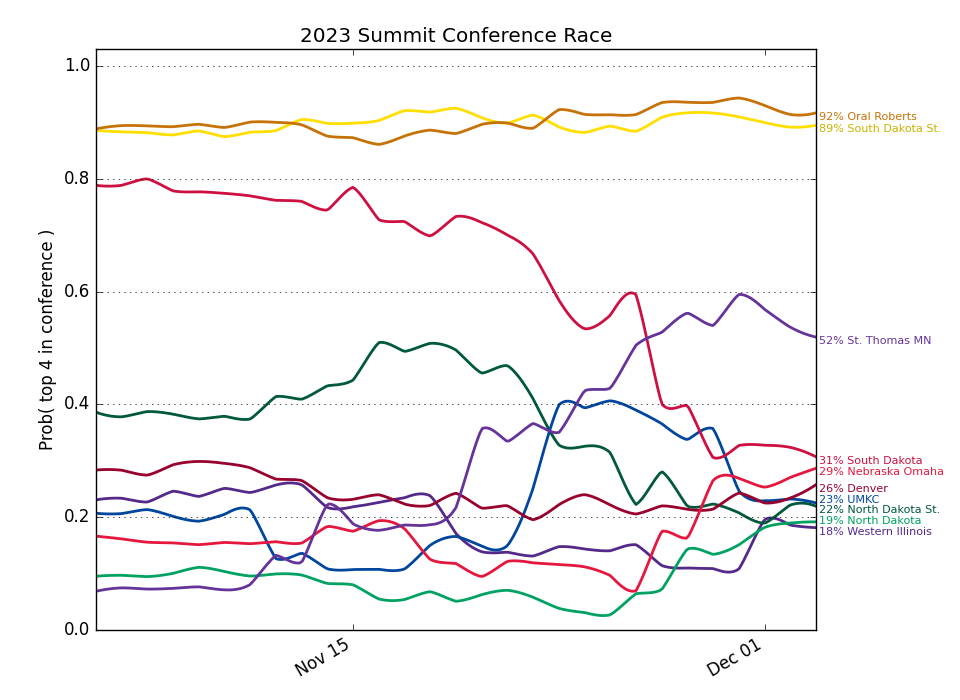 2023 Summit Conference Race
Prob( top 4 in conference )
1.0
0.8
0.6
0.4
0.2
0.0
Nov 15
Dec 01
92% Oral Roberts
89% South Dakota St.
52% St. Thomas MN
31% South Dakota
29% Nebraska Omaha
26% Denver
23% UMKC
22% North Dakota St.
19% North Dakota
18% Western Illinois